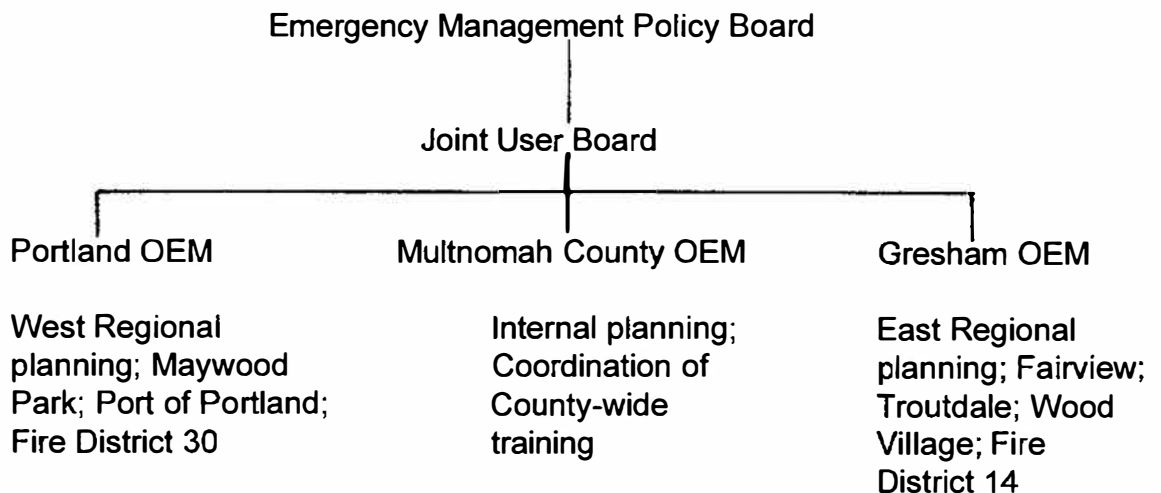 Emergency Management Policy Board
Joint User Board
Portland OEM
Multnomah County OEM
Gresham OEM
West Regional
planning; Maywood
Park; Port of Portland;
Fire District 30
Internal planning;
Coordination of
County-wide
training
East Regional
planning; Fairview;
Troutdale; Wood
Village; Fire
District 14